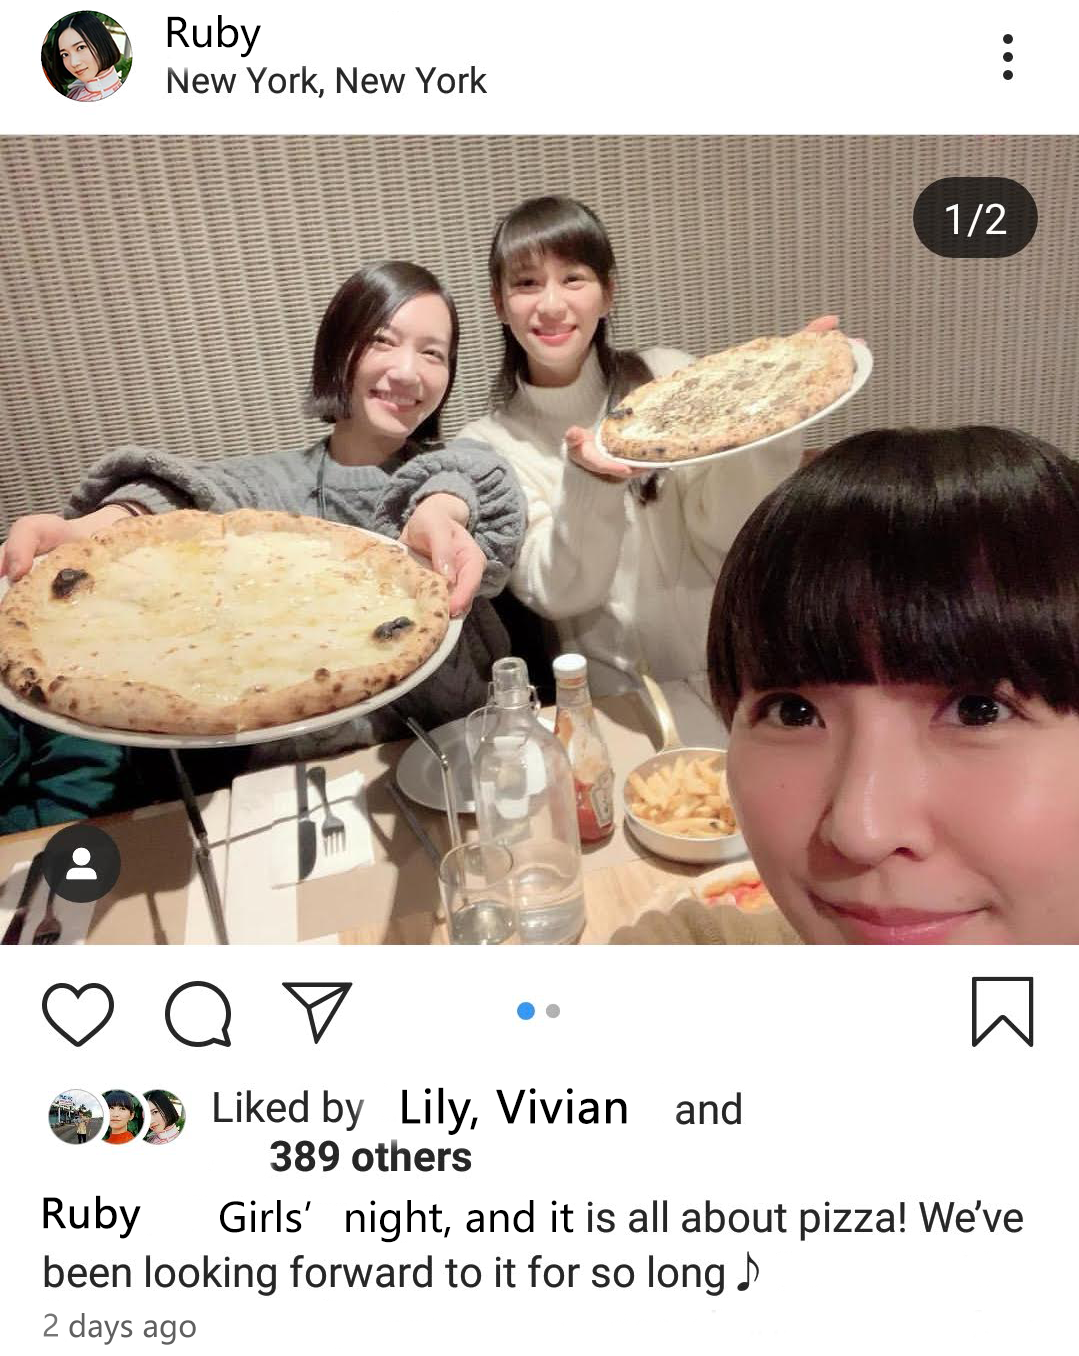 Ruby
New York, New York
1/2
Liked by Lily, Vivian and
389 others
Ruby Girls' night, and it is all about pizza! We've
been looking forward to it for so long♪
2 days ago